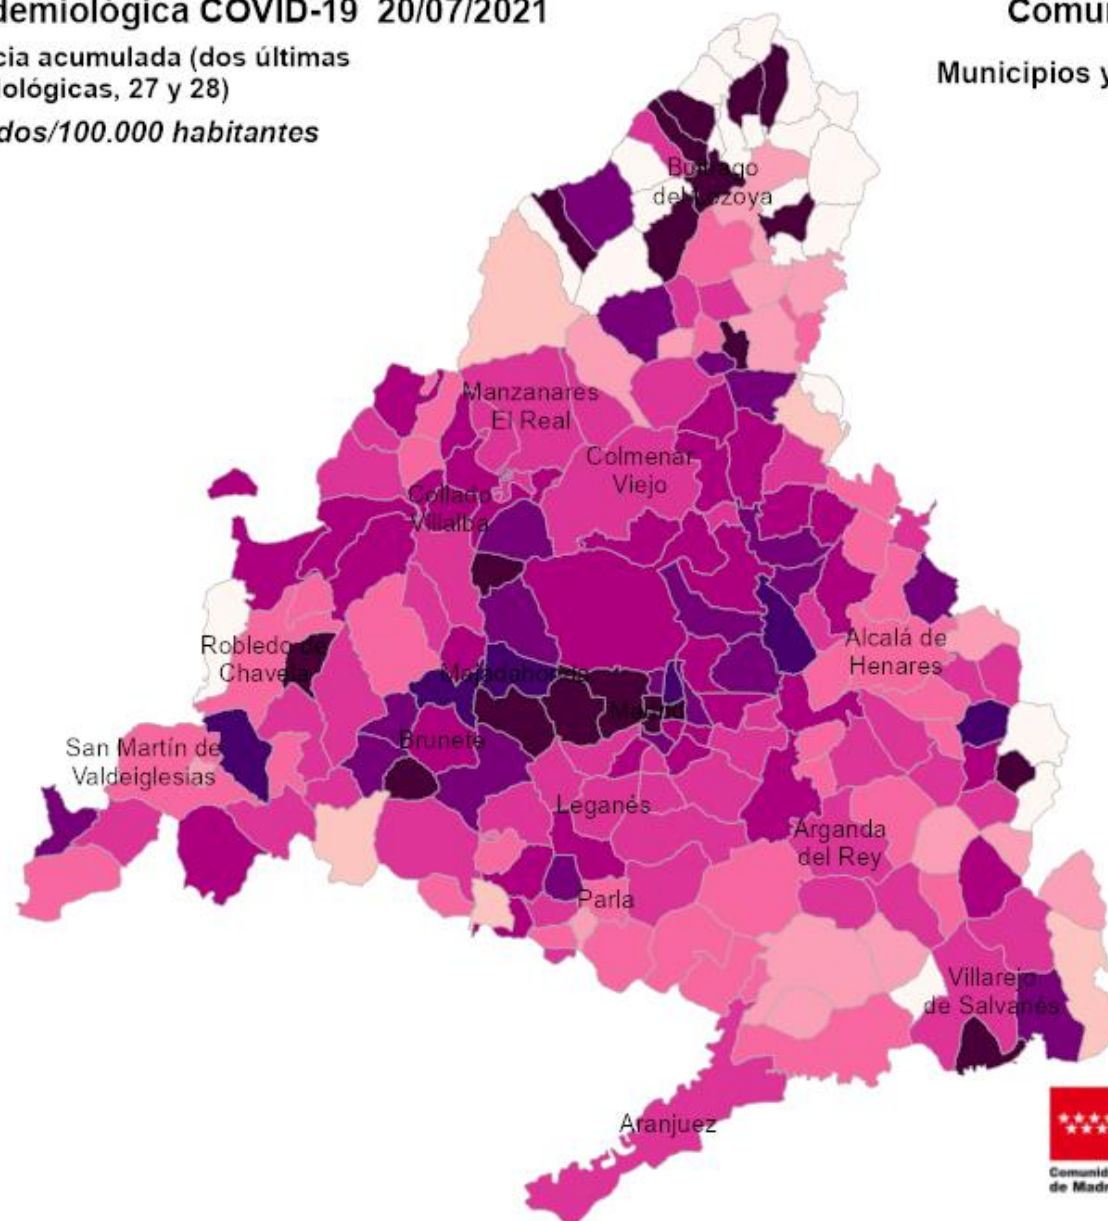 demiológica COVID-19 20/07/2021
Comu
cia acumulada (dos últimas
Municipios y
iológicas, 27 y 28)
dos/100.000 habitantes
Buitrago
del Lozoya
Manzanares
El Real
Colmenar
Viejo
Collado
Villalba
Robledo de
Chavela
Alcalá de
Henares
Majadahonda
Madrid
San Martín de
Valdeiglesias
Brunete
Leganés
Arganda
del Rey
Parla
Villarejo
de Salvanés
Aranjuez
Comunid
de Madr